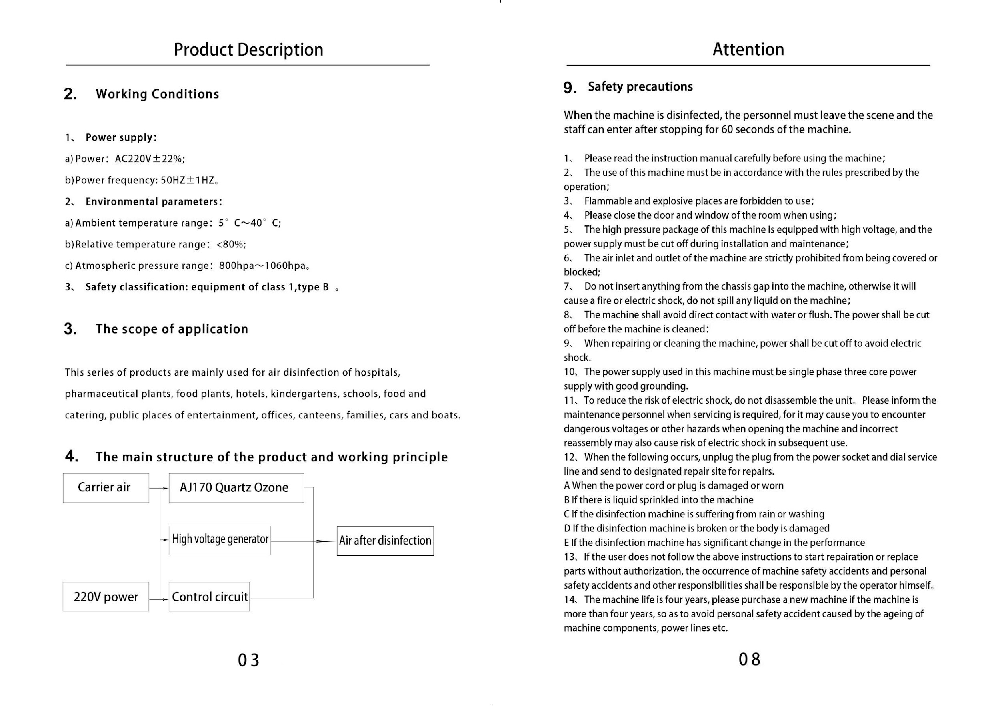 Product Description
2. Working Conditions
1、 Power supply：
a) Power： AC220V±22%;
b)Power frequency: 50HZ±1HZ。
2、 Environmental parameters：
a) Ambient temperature range： 5° C～40° C;
b)Relative temperature range： <80%;
c) Atmospheric pressure range： 800hpa～1060hpa。
3、 Safety classification: equipment of class 1,type B 。
3. The scope of application
This series of products are mainly used for air disinfection of hospitals,
pharmaceutical plants, food plants, hotels, kindergartens, schools, food and
catering, public places of entertainment, offices, canteens, families, cars and boats.
4. The main structure of the product and working principle
Carrier air
AJ170 Quartz Ozone
High voltage generator
Air after disinfection
220V power
Control circuit
03
Attention
9. Safety precautions
When the machine is disinfected, the personnel must leave the scene and the
staff can enter after stopping for 60 seconds of the machine.
1、 Please read the instruction manual carefully before using the machine；
2、 The use of this machine must be in accordance with the rules prescribed by the
operation；
3、 Flammable and explosive places are forbidden to use；
4、 Please close the door and window of the room when using；
5、 The high pressure package of this machine is equipped with high voltage, and the
power supply must be cut off during installation and maintenance；
6、 The air inlet and outlet of the machine are strictly prohibited from being covered or
blocked;
7、 Do not insert anything from the chassis gap into the machine, otherwise it will
cause a fire or electric shock, do not spill any liquid on the machine；
8、 The machine shall avoid direct contact with water or flush. The power shall be cut
off before the machine is cleaned：
9、 When repairing or cleaning the machine, power shall be cut off to avoid electric
shock.
10、The power supply used in this machine must be single phase three core power
supply with good grounding.
11、To reduce the risk of electric shock, do not disassemble the unit。Please inform the
maintenance personnel when servicing is required, for it may cause you to encounter
dangerous voltages or other hazards when opening the machine and incorrect
reassembly may also cause risk of electric shock in subsequent use.
12、When the following occurs, unplug the plug from the power socket and dial service
line and send to designated repair site for repairs.
A When the power cord or plug is damaged or worn
B If there is liquid sprinkled into the machine
C If the disinfection machine is suffering from rain or washing
D If the disinfection machine is broken or the body is damaged
E If the disinfection machine has significant change in the performance
13、If the user does not follow the above instructions to start repairation or replace
parts without authorization, the occurrence of machine safety accidents and personal
safety accidents and other responsibilities shall be responsible by the operator himself。
14、The machine life is four years, please purchase a new machine if the machine is
more than four years, so as to avoid personal safety accident caused by the ageing of
machine components, power lines etc.
08